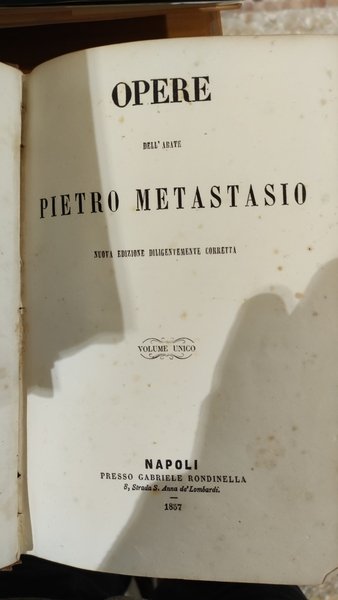 OPERE
DELL' ABATE
PIETRO METASTASIO
NUOVA EDIZIONE DILIGENTEMENTE CORRETTA
VOLUME UNICO
NAPOLI
PRESSO GABRIELE RONDINELLA
8, Strada S. Anna de' Lombardi.
1857